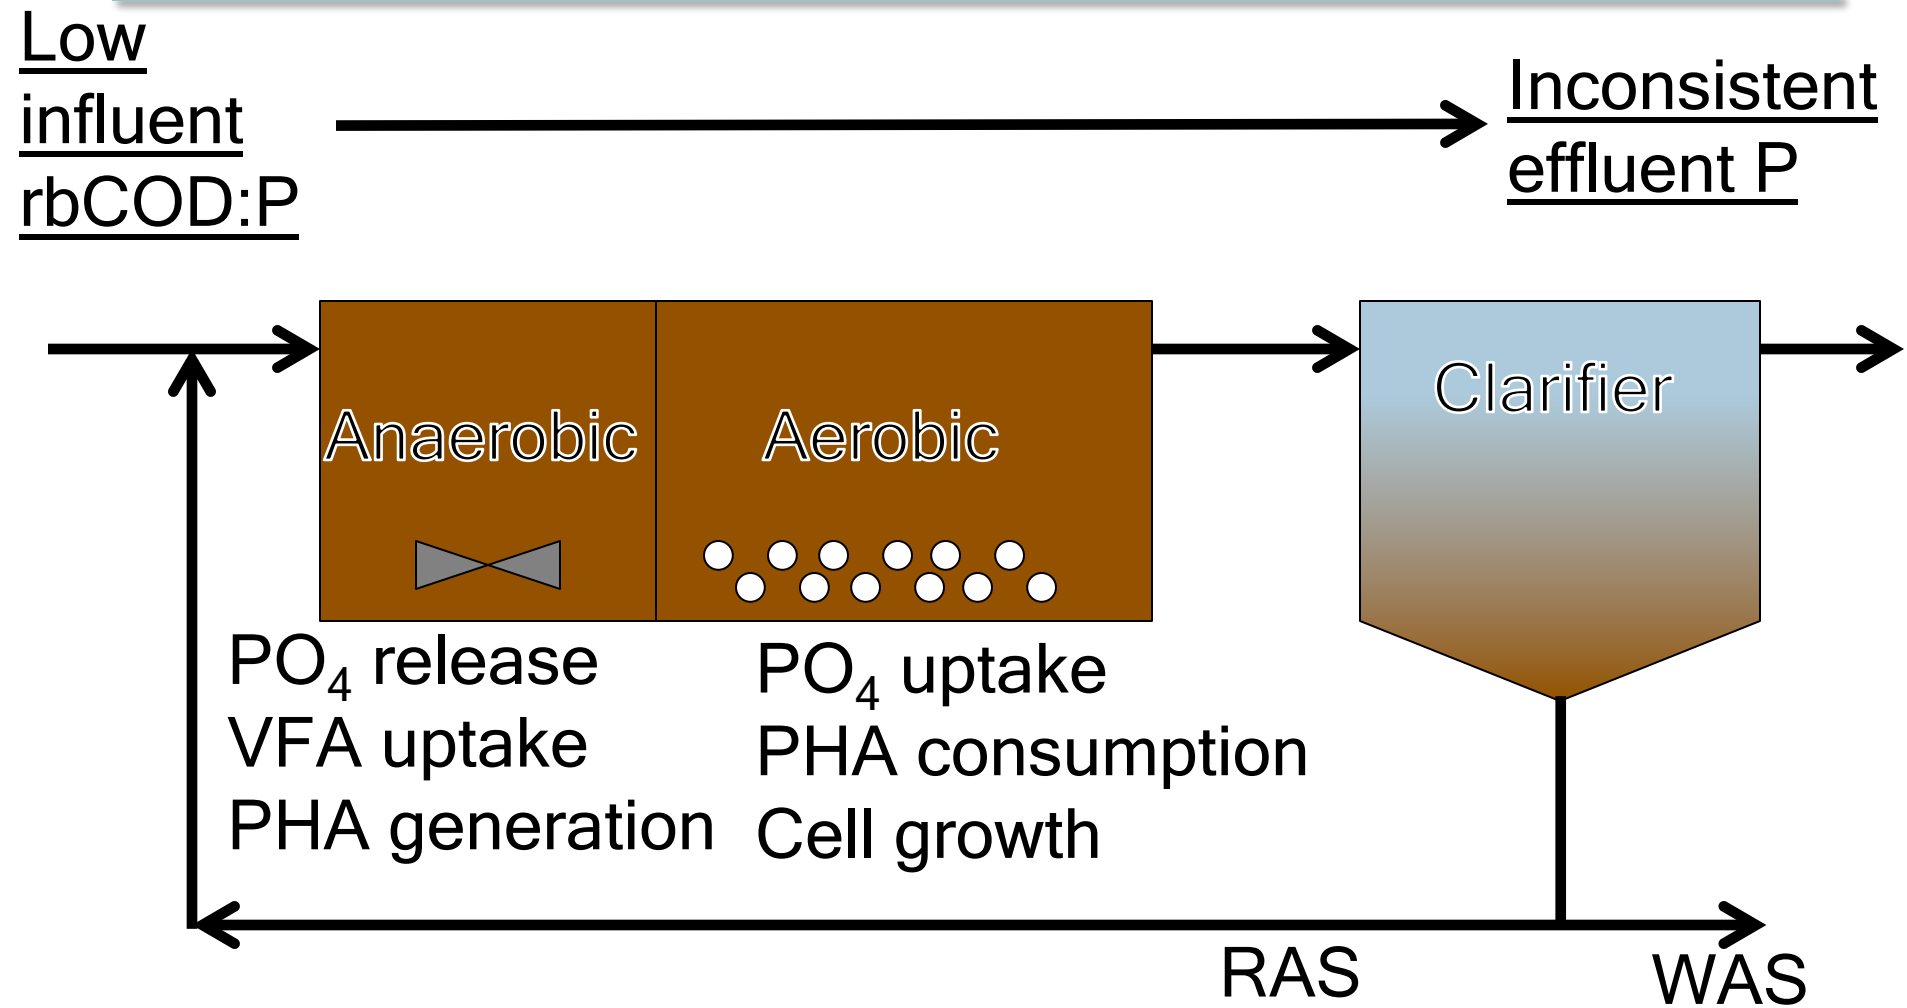 Low
influent
rbCOD:P
Inconsistent
effluent P
Anaerobic
Aerobic
Clarifier
PO₄ release
VFA uptake
PHA generation
PO₄ uptake
PHA consumption
Cell growth
RAS
WAS